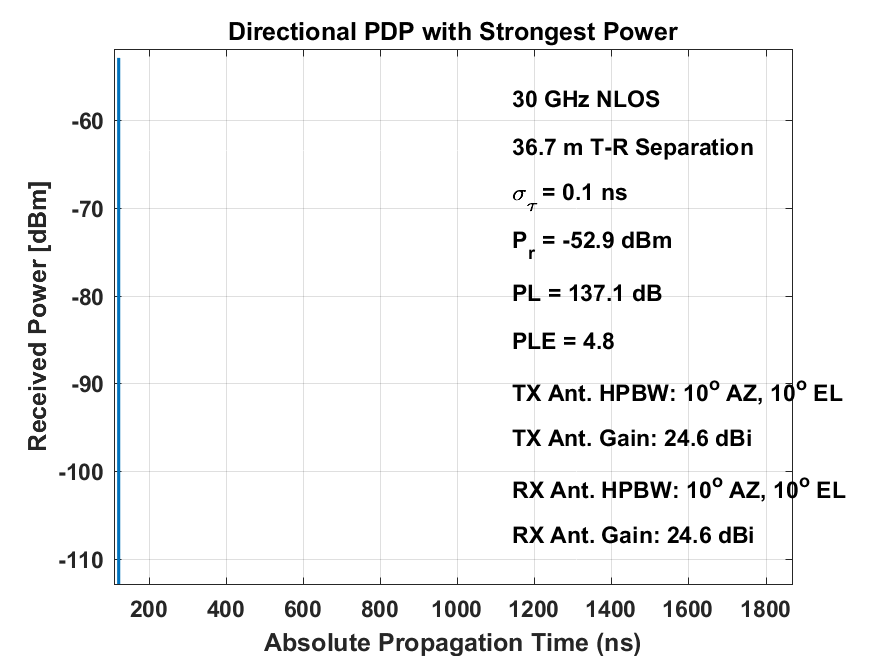 Directional PDP with Strongest Power
30 GHz NLOS
36.7 m T-R Separation
σ_τ = 0.1 ns
P_r = -52.9 dBm
PL = 137.1 dB
PLE = 4.8
TX Ant. HPBW: 10° AZ, 10° EL
TX Ant. Gain: 24.6 dBi
RX Ant. HPBW: 10° AZ, 10° EL
RX Ant. Gain: 24.6 dBi
Received Power [dBm]
-60
-70
-80
-90
-100
-110
200 400 600 800 1000 1200 1400 1600 1800
Absolute Propagation Time (ns)